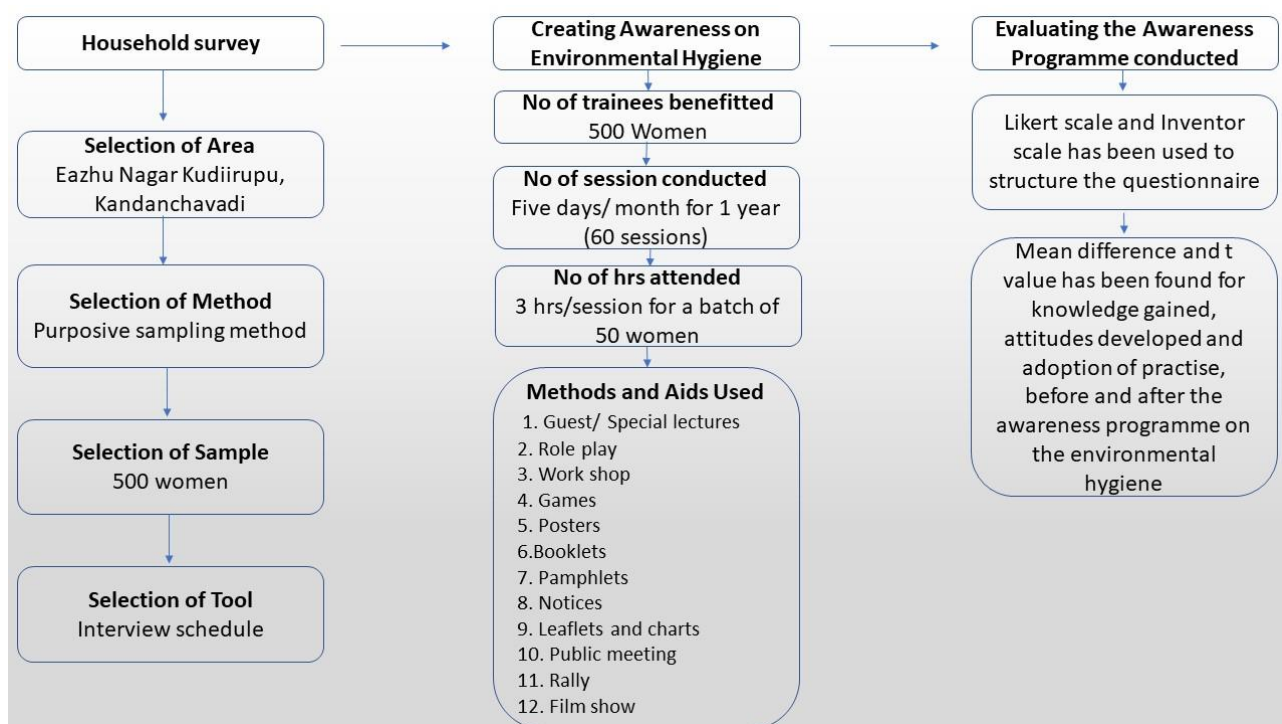 Household survey
Selection of Area
Eazhu Nagar Kudiirupu,
Kandanchavadi
Selection of Method
Purposive sampling method
Selection of Sample
500 women
Selection of Tool
Interview schedule
Creating Awareness on
Environmental Hygiene
No of trainees benefitted
500 Women
No of session conducted
Five days/ month for 1 year
(60 sessions)
No of hrs attended
3 hrs/session for a batch of
50 women
Methods and Aids Used
1. Guest/ Special lectures
2. Role play
3. Work shop
4. Games
5. Posters
6.Booklets
7. Pamphlets
8. Notices
9. Leaflets and charts
10. Public meeting
11. Rally
12. Film show
Evaluating the Awareness
Programme conducted
Likert scale and Inventor
scale has been used to
structure the questionnaire
Mean difference and t
value has been found for
knowledge gained,
attitudes developed and
adoption of practise,
before and after the
awareness programme on
the environmental
hygiene